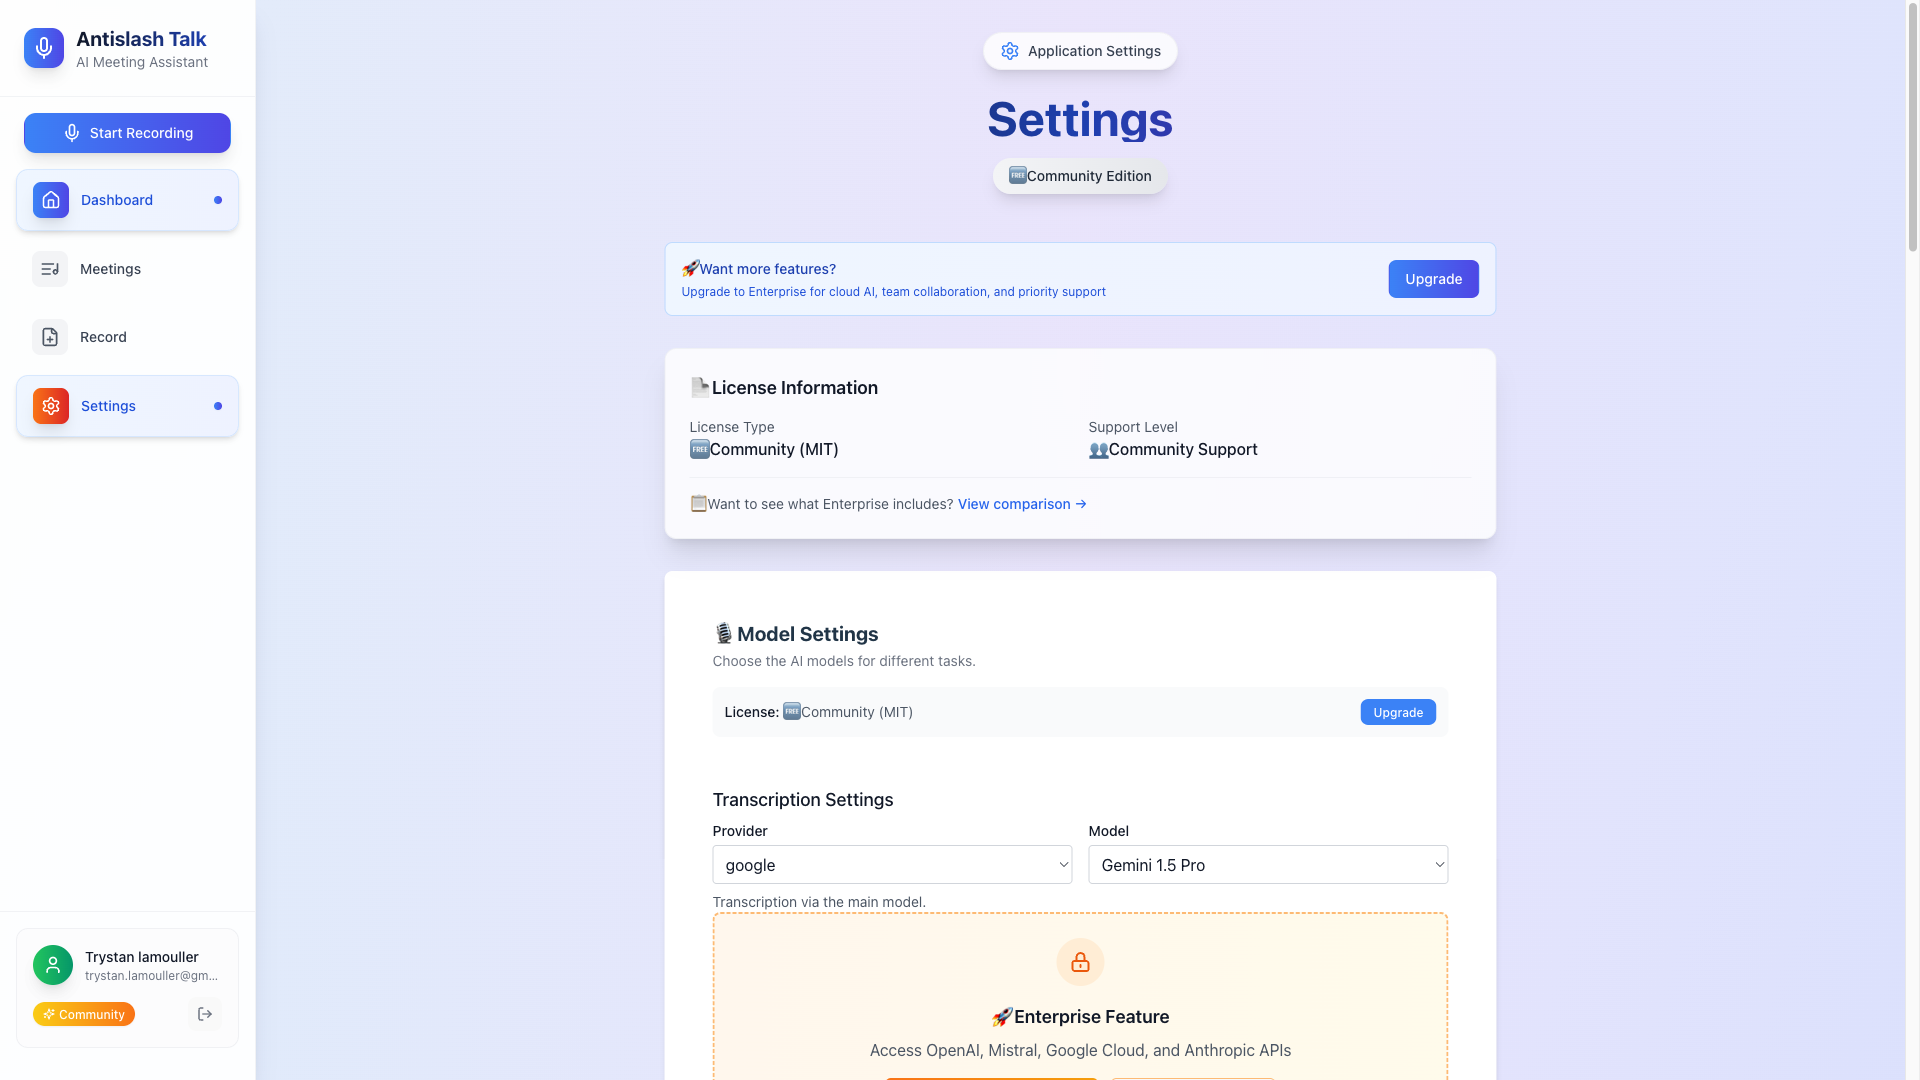 Antislash Talk
AI Meeting Assistant
Start Recording
Dashboard
Meetings
Record
Settings
Trystan lamouller
trystan.lamouller@gm...
Community
Application Settings
Settings
🆓Community Edition
🚀Want more features?
Upgrade to Enterprise for cloud AI, team collaboration, and priority support
Upgrade
📄License Information
License Type
🆓Community (MIT)
Support Level
👥Community Support
📋Want to see what Enterprise includes? View comparison →
🎙️Model Settings
Choose the AI models for different tasks.
License: 🆓Community (MIT)
Upgrade
Transcription Settings
Provider
google
Model
Gemini 1.5 Pro
Transcription via the main model.
🚀Enterprise Feature
Access OpenAI, Mistral, Google Cloud, and Anthropic APIs